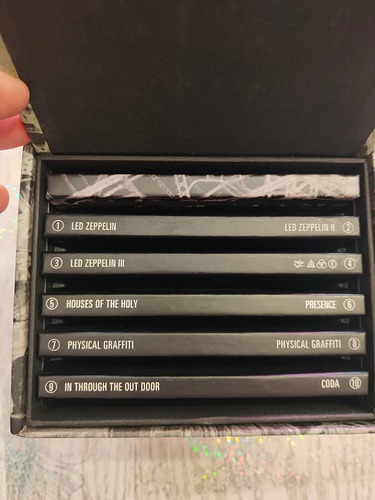 ① LED ZEPPELIN LED ZEPPELIN II ②
③ LED ZEPPELIN III ④
⑤ HOUSES OF THE HOLY PRESENCE ⑥
⑦ PHYSICAL GRAFFITI PHYSICAL GRAFFITI ⑧
⑨ IN THROUGH THE OUT DOOR CODA ⑩